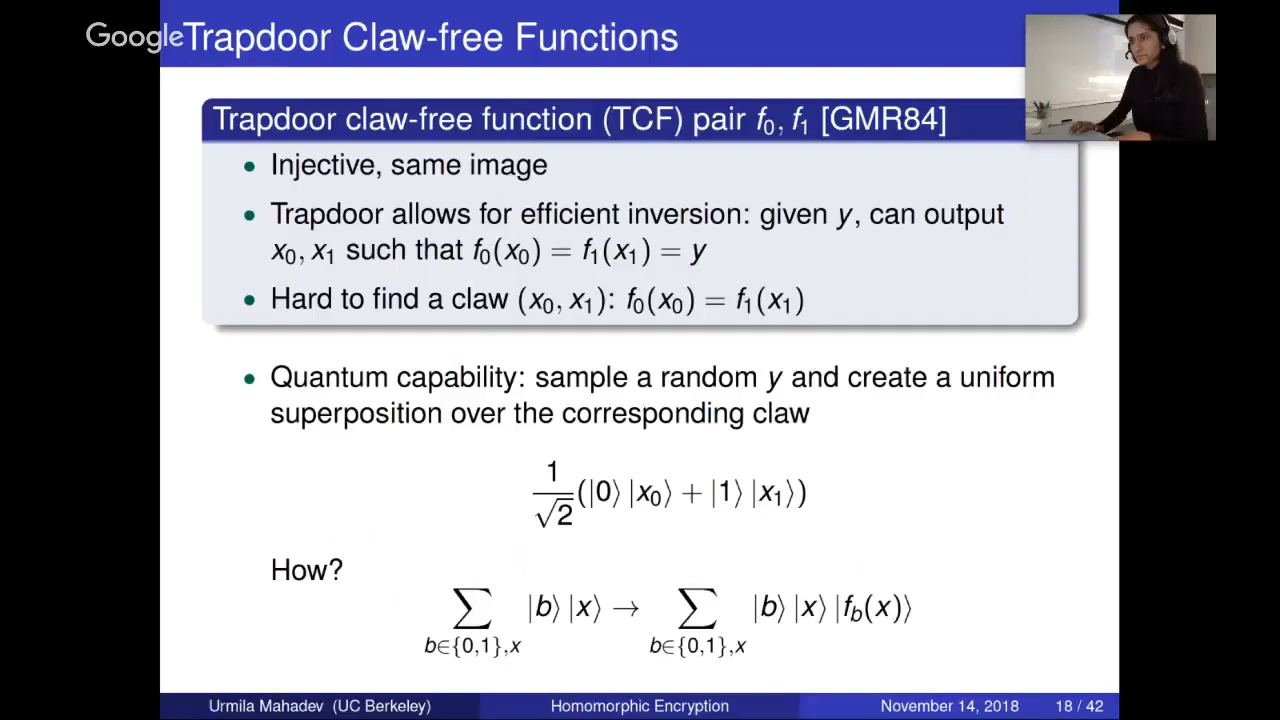 GoogleTrapdoor Claw-free Functions
Trapdoor claw-free function (TCF) pair f₀, f₁ [GMR84]
• Injective, same image
• Trapdoor allows for efficient inversion: given y, can output
x₀, x₁ such that f₀(x₀) = f₁(x₁) = y
• Hard to find a claw (x₀, x₁): f₀(x₀) = f₁(x₁)
• Quantum capability: sample a random y and create a uniform
superposition over the corresponding claw
1/√2 (|0⟩ |x₀⟩ + |1⟩ |x₁⟩)
How?
∑_{b∈{0,1},x} |b⟩ |x⟩ → ∑_{b∈{0,1},x} |b⟩ |x⟩ |f_b(x)⟩
Urmila Mahadev (UC Berkeley) Homomorphic Encryption November 14, 2018 18 / 42